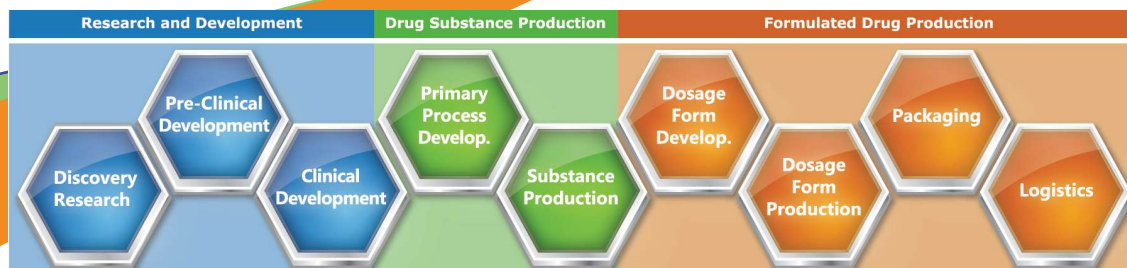 Research and Development
Drug Substance Production
Formulated Drug Production
Discovery
Research
Pre-Clinical
Development
Clinical
Development
Primary
Process
Develop.
Substance
Production
Dosage
Form
Develop.
Dosage
Form
Production
Packaging
Logistics